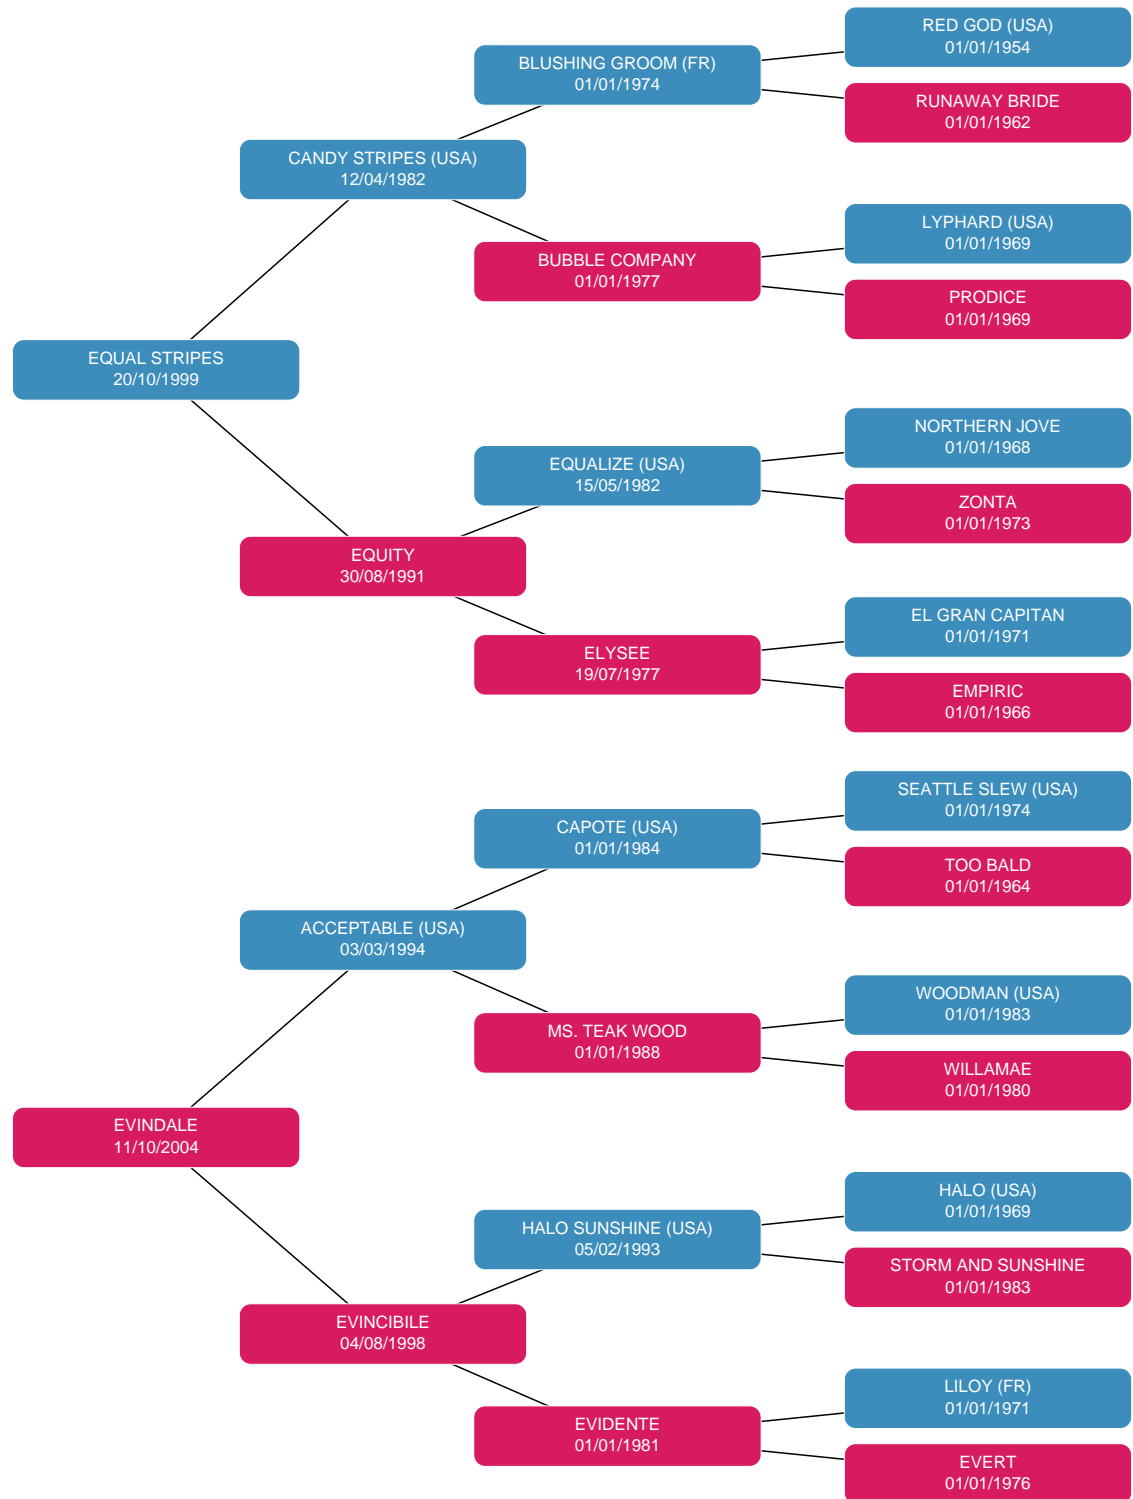 RED GOD (USA)
01/01/1954
BLUSHING GROOM (FR)
01/01/1974
RUNAWAY BRIDE
01/01/1962
CANDY STRIPES (USA)
12/04/1982
LYPHARD (USA)
01/01/1969
BUBBLE COMPANY
01/01/1977
PRODICE
01/01/1969
EQUAL STRIPES
20/10/1999
NORTHERN JOVE
01/01/1968
EQUALIZE (USA)
15/05/1982
ZONTA
01/01/1973
EQUITY
30/08/1991
EL GRAN CAPITAN
01/01/1971
ELYSEE
19/07/1977
EMPIRIC
01/01/1966
SEATTLE SLEW (USA)
01/01/1974
CAPOTE (USA)
01/01/1984
TOO BALD
01/01/1964
ACCEPTABLE (USA)
03/03/1994
WOODMAN (USA)
01/01/1983
MS. TEAK WOOD
01/01/1988
WILLAMAE
01/01/1980
EVINDALE
11/10/2004
HALO (USA)
01/01/1969
HALO SUNSHINE (USA)
05/02/1993
STORM AND SUNSHINE
01/01/1983
EVINCIBILE
04/08/1998
LILOY (FR)
01/01/1971
EVIDENTE
01/01/1981
EVERT
01/01/1976